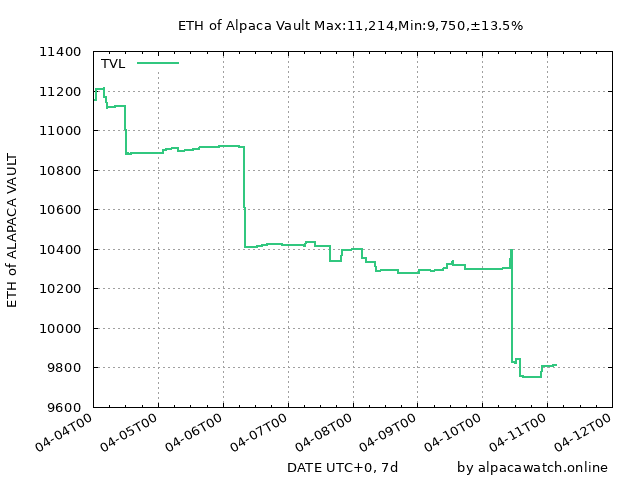 ETH of Alpaca Vault Max:11,214,Min:9,750,±13.5%
TVL
11400
11200
11000
10800
10600
10400
10200
10000
9800
9600
ETH of ALAPACA VAULT
04-04T00
04-05T00
04-06T00
04-07T00
04-08T00
04-09T00
04-10T00
04-11T00
04-12T00
DATE UTC+0, 7d
by alpacawatch.online